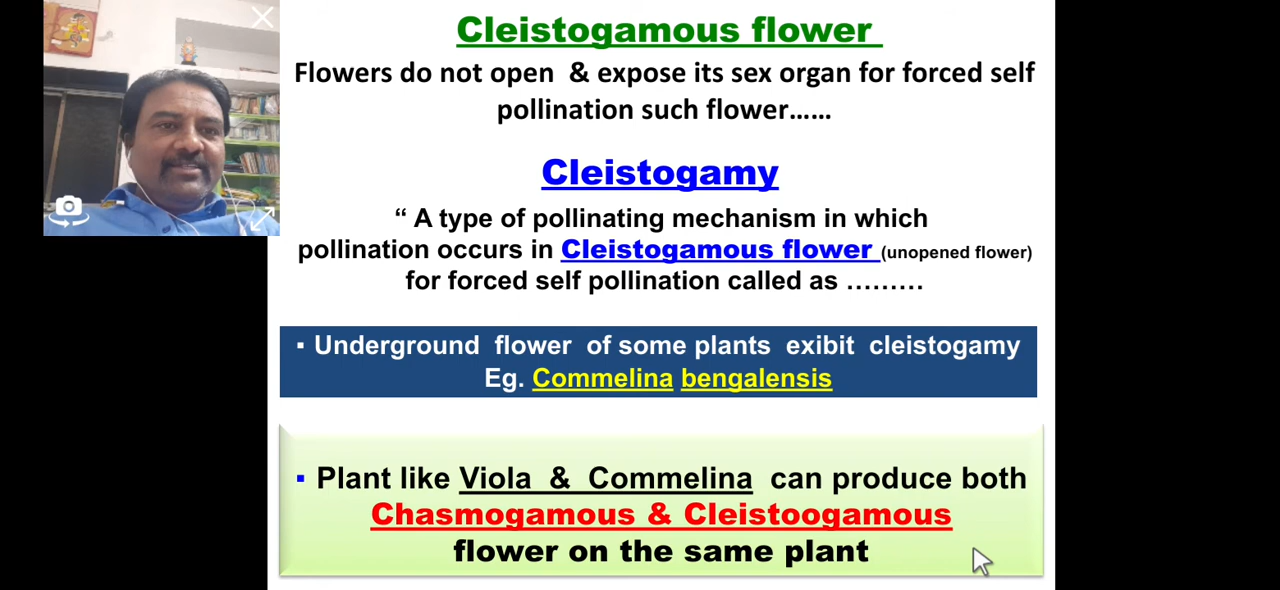 Cleistogamous flower
Flowers do not open & expose its sex organ for forced self
pollination such flower……
Cleistogamy
“ A type of pollinating mechanism in which
pollination occurs in Cleistogamous flower (unopened flower)
for forced self pollination called as ………
▪ Underground flower of some plants exibit cleistogamy
Eg. Commelina bengalensis
▪ Plant like Viola & Commelina can produce both
Chasmogamous & Cleistoogamous
flower on the same plant